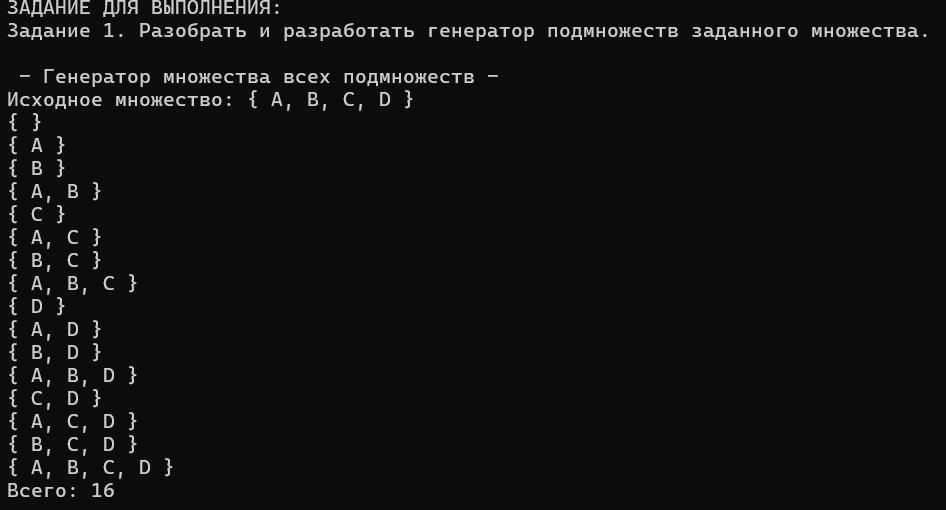 ЗАДАНИЕ ДЛЯ ВЫПОЛНЕНИЯ:
Задание 1. Разобрать и разработать генератор подмножеств заданного множества.
- Генератор множества всех подмножеств -
Исходное множество: { A, B, C, D }
{ }
{ A }
{ B }
{ A, B }
{ C }
{ A, C }
{ B, C }
{ A, B, C }
{ D }
{ A, D }
{ B, D }
{ A, B, D }
{ C, D }
{ A, C, D }
{ B, C, D }
{ A, B, C, D }
Всего: 16